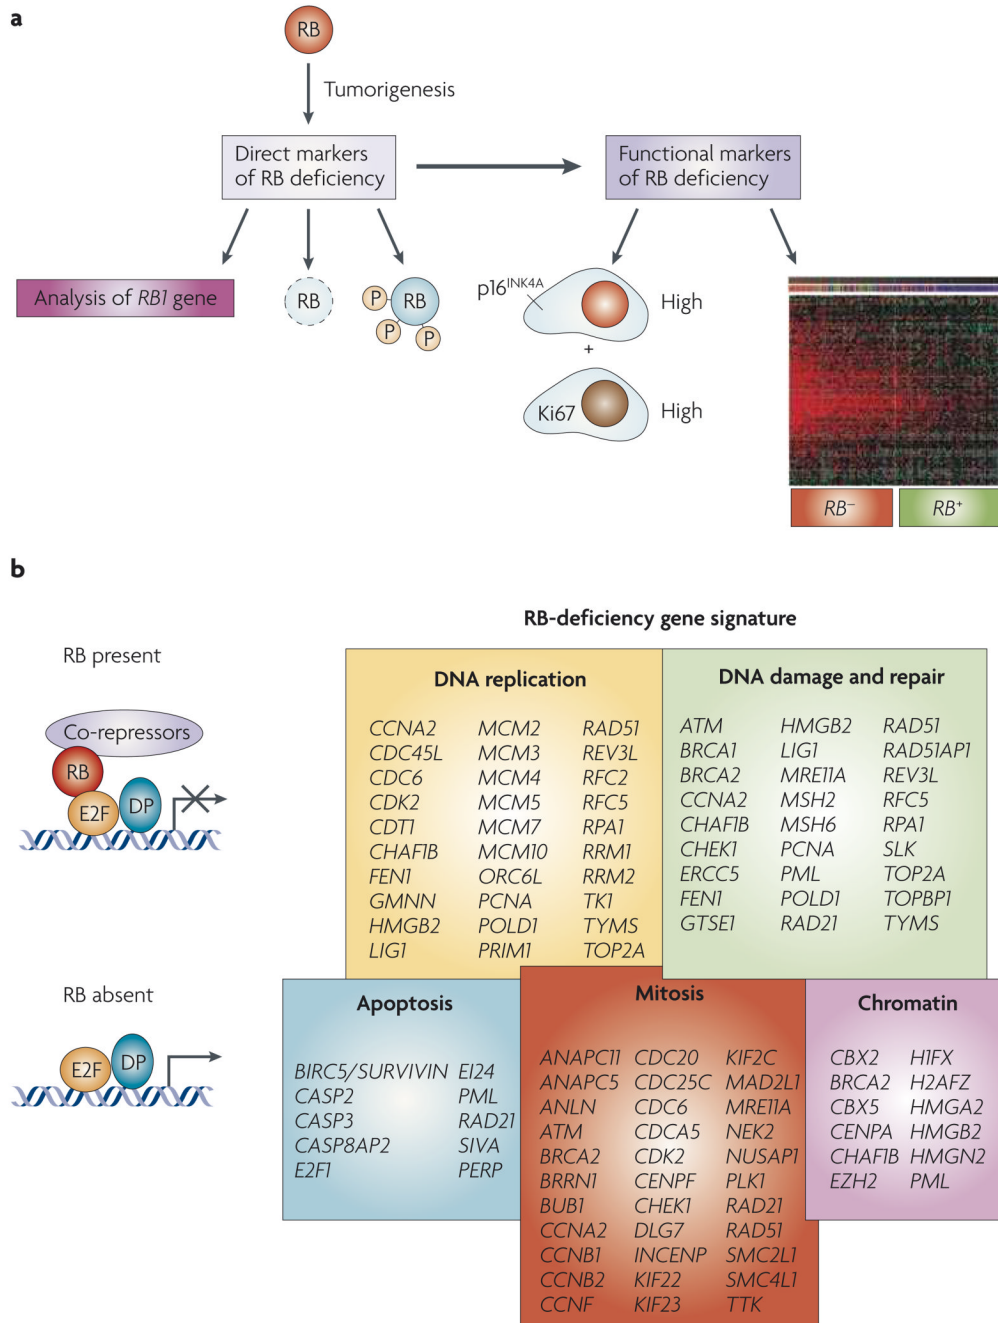 a
RB
Tumorigenesis
Direct markers
of RB deficiency
Functional markers
of RB deficiency
Analysis of RB1 gene
RB
P
RB
P
P
p16INK4A
High
+
Ki67
High
RB−
RB+
b
RB-deficiency gene signature
RB present
Co-repressors
RB
E2F
DP
RB absent
E2F
DP
DNA replication
CCNA2 MCM2 RAD51
CDC45L MCM3 REV3L
CDC6 MCM4 RFC2
CDK2 MCM5 RFC5
CDT1 MCM7 RPA1
CHAF1B MCM10 RRM1
FEN1 ORC6L RRM2
GMNN PCNA TK1
HMGB2 POLD1 TYMS
LIG1 PRIM1 TOP2A
DNA damage and repair
ATM HMGB2 RAD51
BRCA1 LIG1 RAD51AP1
BRCA2 MRE11A REV3L
CCNA2 MSH2 RFC5
CHAF1B MSH6 RPA1
CHEK1 PCNA SLK
ERCC5 PML TOP2A
FEN1 POLD1 TOPBP1
GTSE1 RAD21 TYMS
Apoptosis
BIRC5/SURVIVIN EI24
CASP2 PML
CASP3 RAD21
CASP8AP2 SIVA
E2F1 PERP
Mitosis
ANAPC11 CDC20 KIF2C
ANAPC5 CDC25C MAD2L1
ANLN CDC6 MRE11A
ATM CDCA5 NEK2
BRCA2 CDK2 NUSAP1
BRRN1 CENPF PLK1
BUB1 CHEK1 RAD21
CCNA2 DLG7 RAD51
CCNB1 INCENP SMC2L1
CCNB2 KIF22 SMC4L1
CCNF KIF23 TTK
Chromatin
CBX2 H1FX
BRCA2 H2AFZ
CBX5 HMGA2
CENPA HMGB2
CHAF1B HMGN2
EZH2 PML